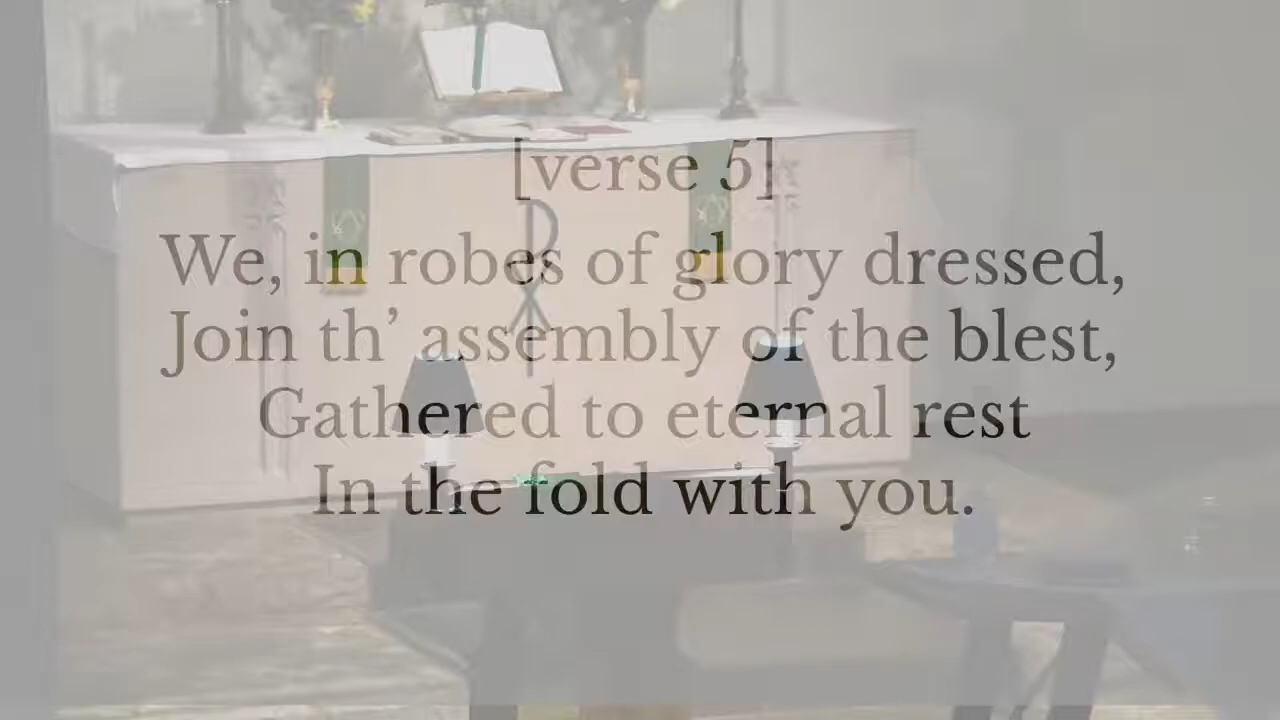 [verse 5]
We, in robes of glory dressed,
Join th’ assembly of the blest,
Gathered to eternal rest
In the fold with you.